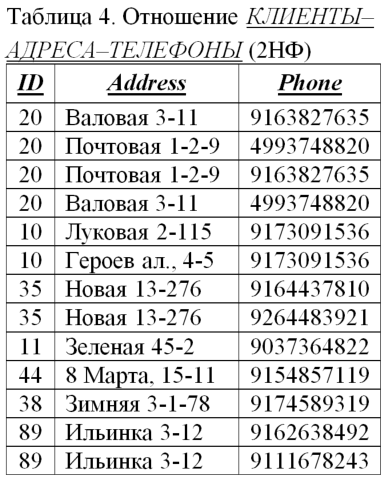 Таблица 4. Отношение КЛИЕНТЫ–
АДРЕСА–ТЕЛЕФОНЫ (2НФ)
ID Address Phone
20 Валовая 3-11 9163827635
20 Почтовая 1-2-9 4993748820
20 Почтовая 1-2-9 9163827635
20 Валовая 3-11 4993748820
10 Луковая 2-115 9173091536
10 Героев ал., 4-5 9173091536
35 Новая 13-276 9164437810
35 Новая 13-276 9264483921
11 Зеленая 45-2 9037364822
44 8 Марта, 15-11 9154857119
38 Зимняя 3-1-78 9174589319
89 Ильинка 3-12 9162638492
89 Ильинка 3-12 9111678243